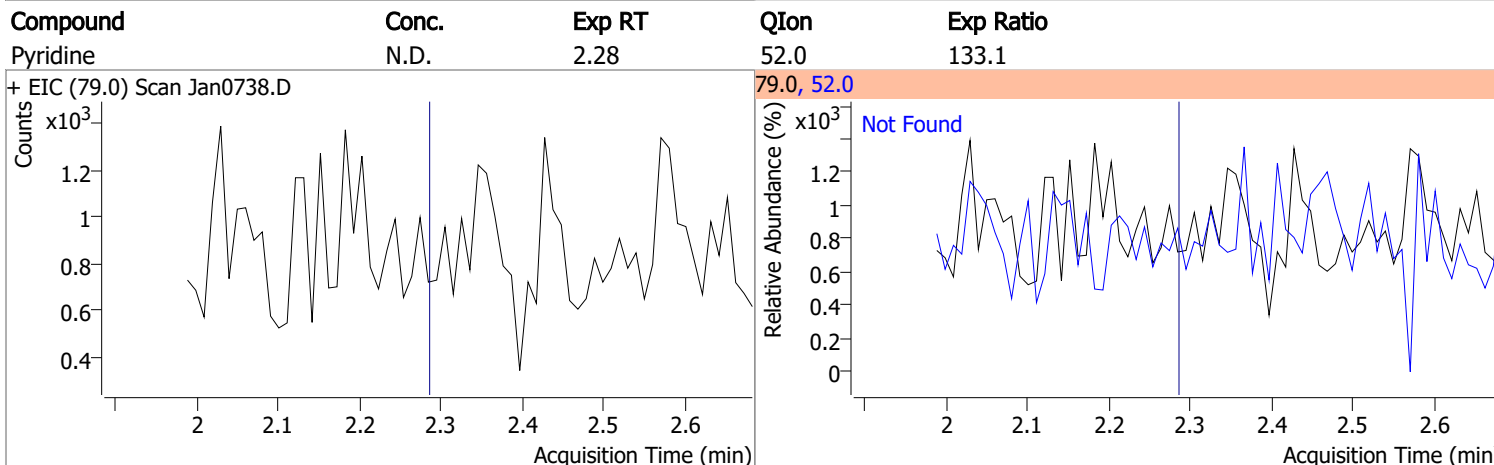 Compound Conc. Exp RT QIon Exp Ratio
Pyridine N.D. 2.28 52.0 133.1
+ EIC (79.0) Scan Jan0738.D
Counts
x10³
1.2
1
0.8
0.6
0.4
2 2.1 2.2 2.3 2.4 2.5 2.6
Acquisition Time (min)
79.0, 52.0
Relative Abundance (%)
x10³
Not Found
1.2
1
0.8
0.6
0.4
0.2
0
2 2.1 2.2 2.3 2.4 2.5 2.6
Acquisition Time (min